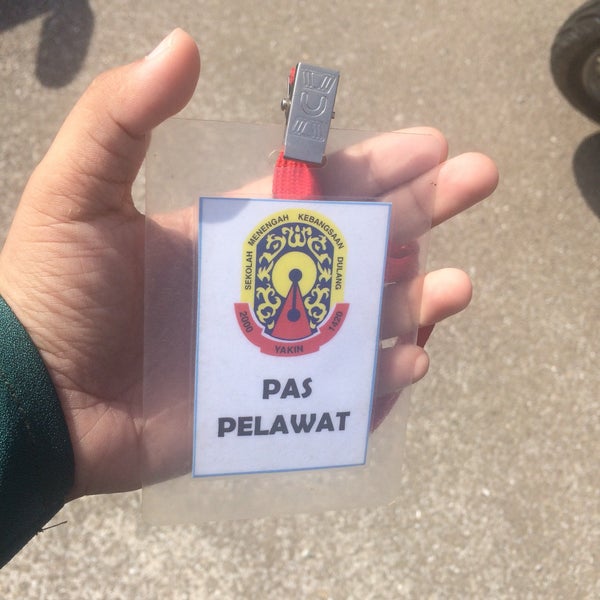 SEKOLAH MENENGAH KEBANGSAAN DULANG
2000 YAKIN 1420
PAS
PELAWAT